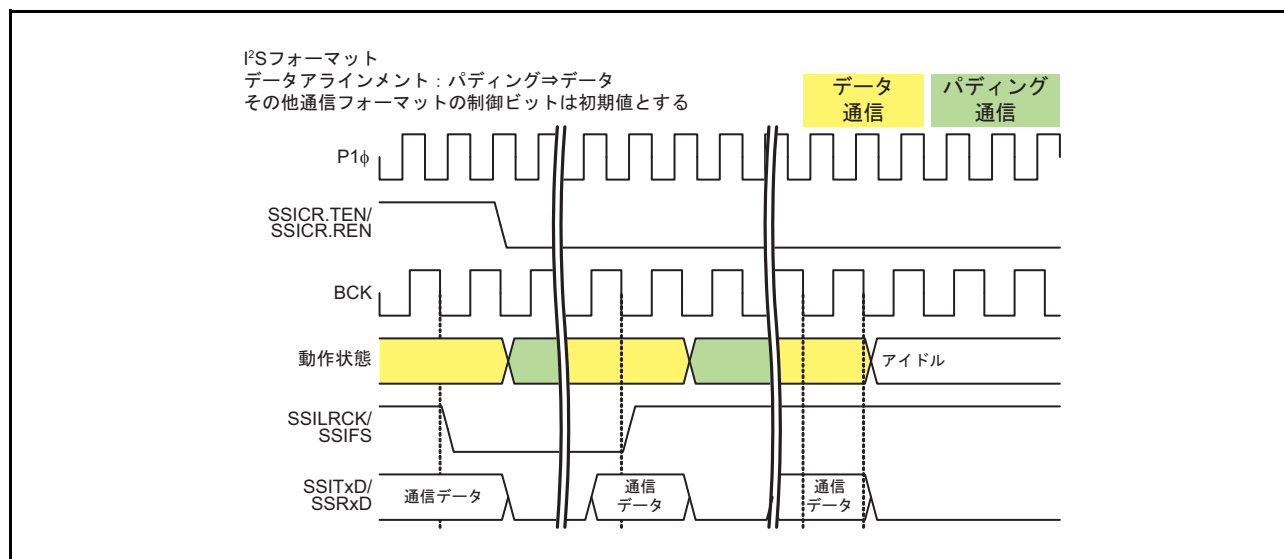 I²Sフォーマット
データアラインメント：パディング⇒データ
その他通信フォーマットの制御ビットは初期値とする
データ
通信
パディング
通信
P1φ
SSICR.TEN/
SSICR.REN
BCK
動作状態
アイドル
SSILRCK/
SSIFS
SSITxD/
SSRxD
通信データ
通信
データ
通信
データ